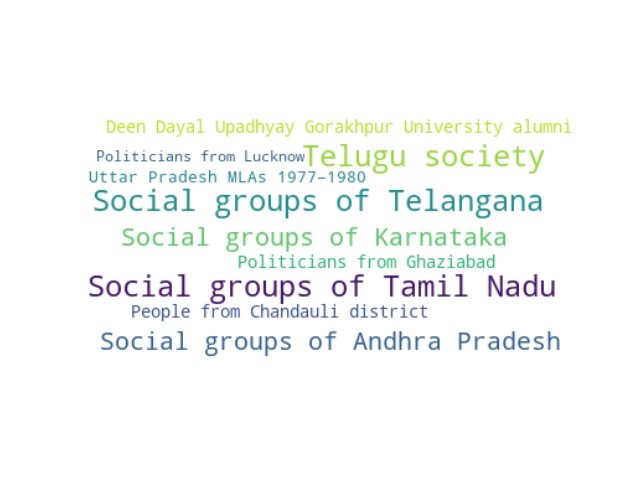 Deen Dayal Upadhyay Gorakhpur University alumni
Politicians from Lucknow
Telugu society
Uttar Pradesh MLAs 1977–1980
Social groups of Telangana
Social groups of Karnataka
Politicians from Ghaziabad
Social groups of Tamil Nadu
People from Chandauli district
Social groups of Andhra Pradesh